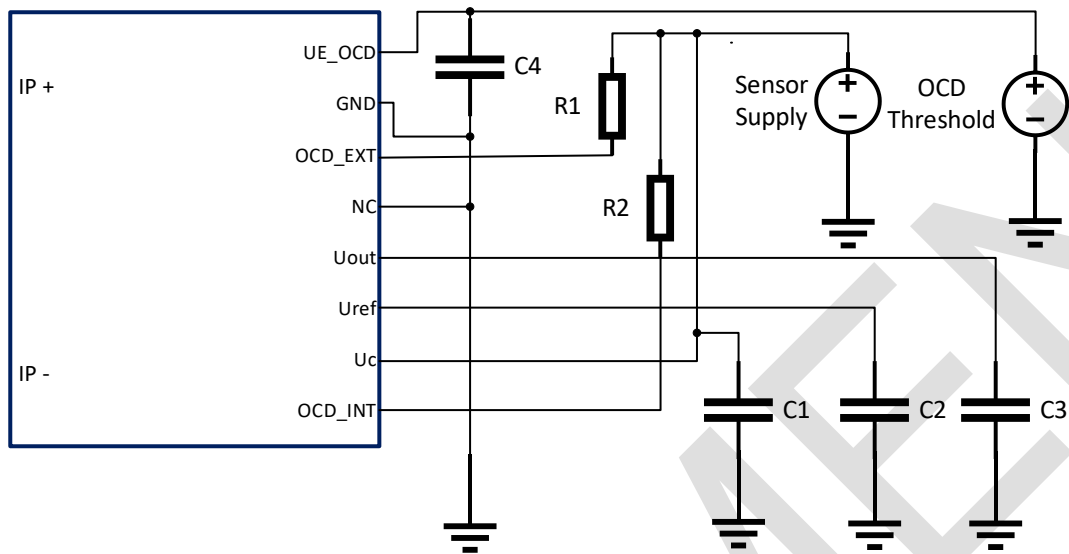 UE_OCD
IP +
GND
OCD_EXT
NC
Uout
Uref
Uc
IP -
OCD_INT
C4
R1
R2
Sensor
Supply
OCD
Threshold
C1
C2
C3